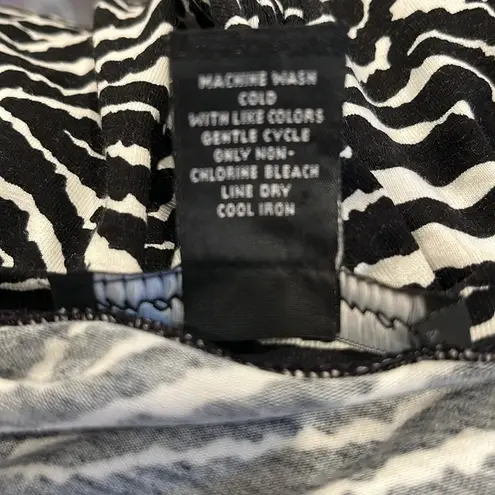 MACHINE WASH
COLD
WITH LIKE COLORS
GENTLE CYCLE
ONLY NON-
CHLORINE BLEACH
LINE DRY
COOL IRON